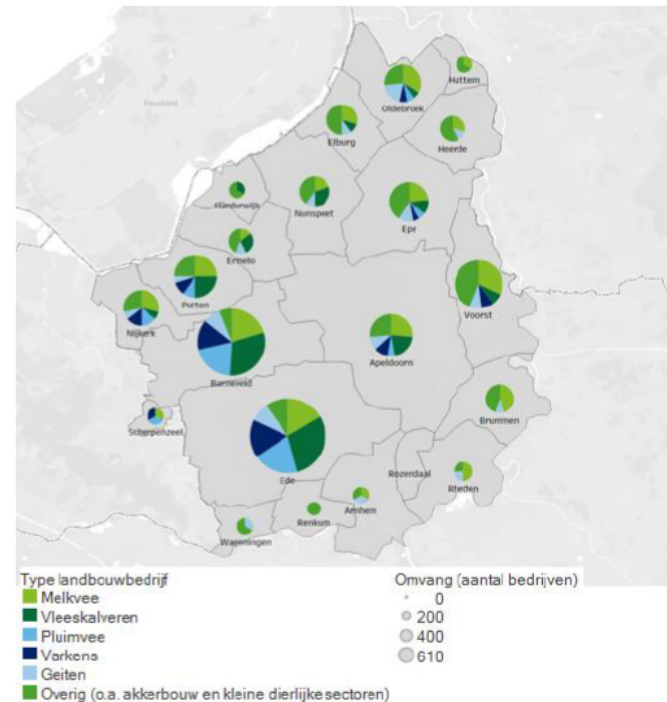 Flevoland
Hattem
Oldebroek
Elburg
Heerde
Harderwijk
Nunspeet
Epe
Ermelo
Putten
Voorst
Nijkerk
Apeldoorn
Barneveld
Brummen
Scherpenzeel
Ede
Rozendaal
Rheden
Arnhem
Renkum
Wageningen
Type landbouwbedrijf
Melkvee
Vleeskalveren
Pluimvee
Varkens
Geiten
Overig (o.a. akkerbouw en kleine dierlijke sectoren)
Omvang (aantal bedrijven)
0
200
400
610